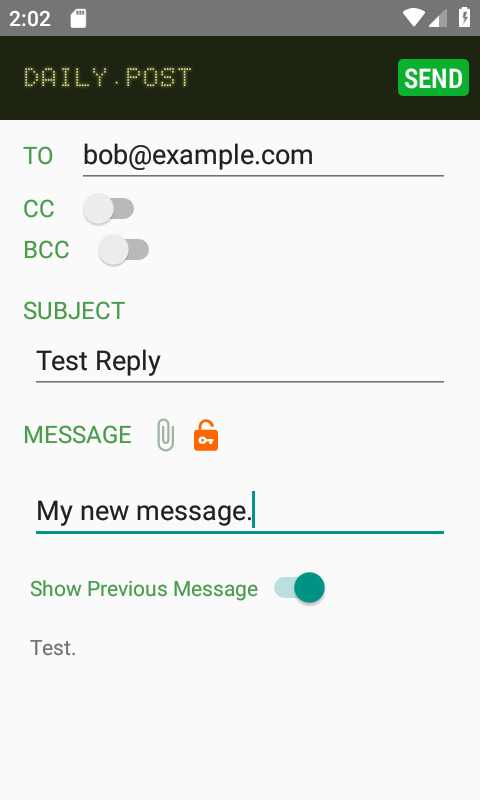 2:02
DAILY.POST
SEND
TO bob@example.com
CC
BCC
SUBJECT
Test Reply
MESSAGE
My new message.
Show Previous Message
Test.